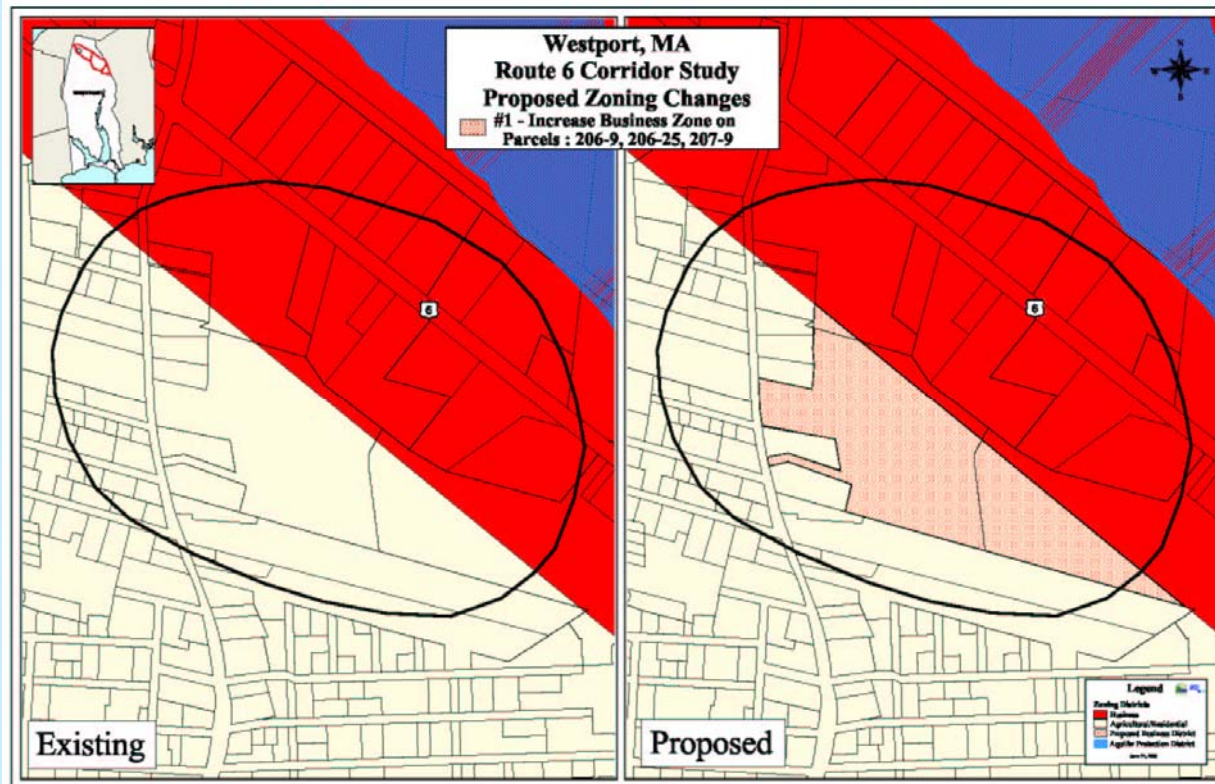 Westport, MA
Route 6 Corridor Study
Proposed Zoning Changes
#1 - Increase Business Zone on
Parcels : 206-9, 206-25, 207-9
N
W
E
S
6
6
Existing
Proposed
Legend
Zoning Districts
Business
Agricultural/Residential
Proposed Business District
Aquifer Protection District